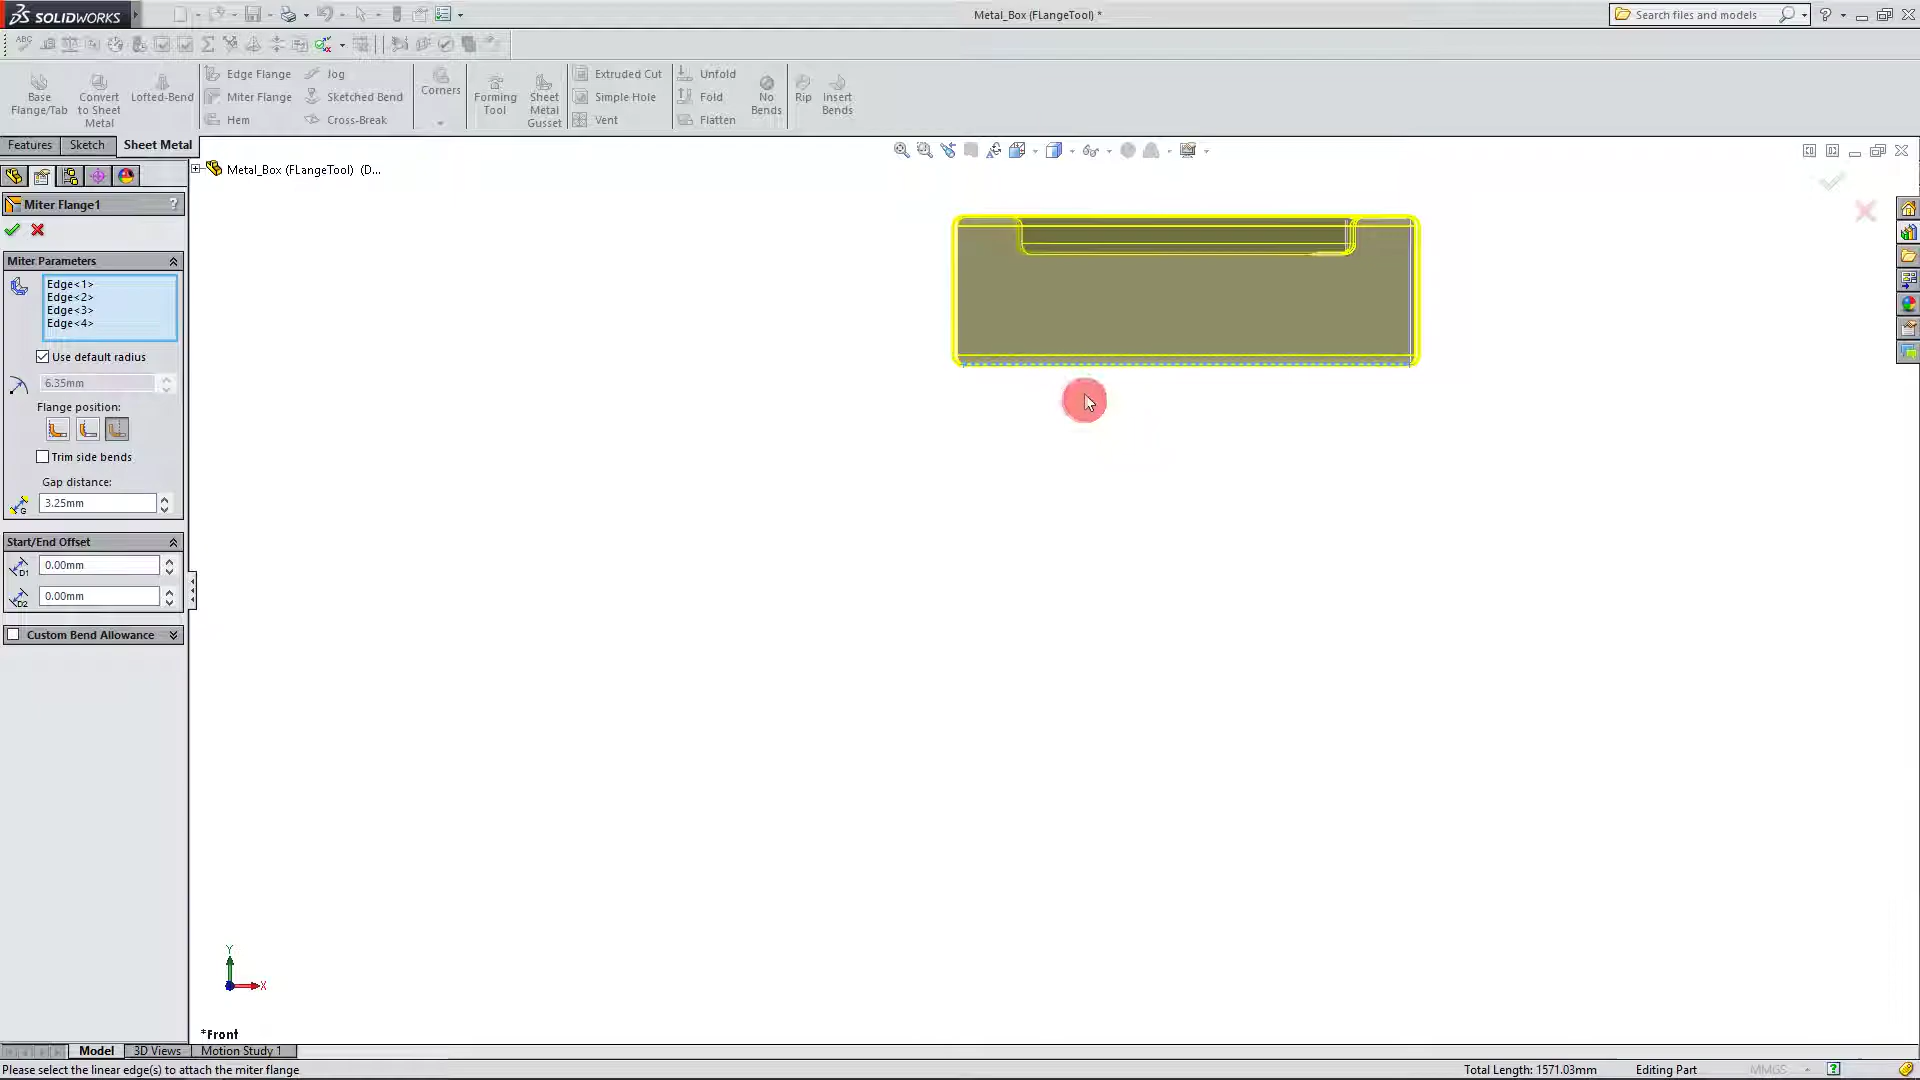 SOLIDWORKS
Metal_Box (FLangeTool) *
Search files and models
Base
Flange/Tab
Convert
to Sheet
Metal
Lofted-Bend
Edge Flange
Miter Flange
Hem
Jog
Sketched Bend
Cross-Break
Corners
Forming
Tool
Sheet
Metal
Gusset
Extruded Cut
Simple Hole
Vent
Unfold
Fold
Flatten
No
Bends
Rip
Insert
Bends
Features
Sketch
Sheet Metal
Metal_Box (FLangeTool) (D...
Miter Flange1
?
Miter Parameters
Edge<1>
Edge<2>
Edge<3>
Edge<4>
Use default radius
6.35mm
Flange position:
Trim side bends
Gap distance:
3.25mm
G
Start/End Offset
D1
0.00mm
D2
0.00mm
Custom Bend Allowance
Y
X
*Front
Model
3D Views
Motion Study 1
Please select the linear edge(s) to attach the miter flange
Total Length: 1571.03mm
Editing Part
MMGS
?